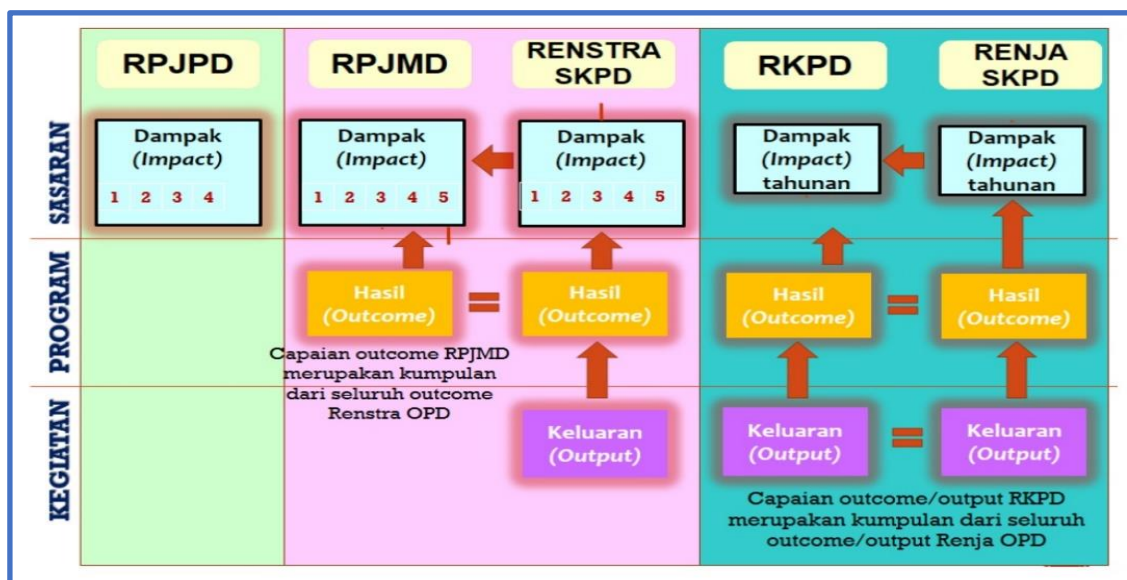 RPJPD
RPJMD
RENSTRA
SKPD
RKPD
RENJA
SKPD
SASARAN
Dampak
(Impact)
1 2 3 4
Dampak
(Impact)
1 2 3 4 5
Dampak
(Impact)
1 2 3 4 5
Dampak
(Impact)
tahunan
Dampak
(Impact)
tahunan
PROGRAM
Hasil
(Outcome)
=
Hasil
(Outcome)
Hasil
(Outcome)
=
Hasil
(Outcome)
Capaian outcome RPJMD
merupakan kumpulan
dari seluruh outcome
Renstra OPD
KEGIATAN
Keluaran
(Output)
Keluaran
(Output)
=
Keluaran
(Output)
Capaian outcome/output RKPD
merupakan kumpulan dari seluruh
outcome/output Renja OPD